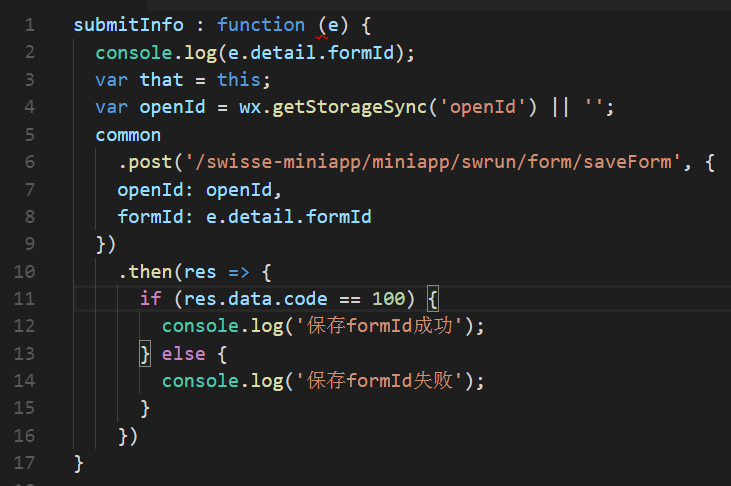 1 submitInfo : function (e) {
2 console.log(e.detail.formId);
3 var that = this;
4 var openId = wx.getStorageSync('openId') || '';
5 common
6 .post('/swisse-miniapp/miniapp/swrun/form/saveForm', {
7 openId: openId,
8 formId: e.detail.formId
9 })
10 .then(res => {
11 if (res.data.code == 100) {
12 console.log('保存formId成功');
13 } else {
14 console.log('保存formId失败');
15 }
16 })
17 }